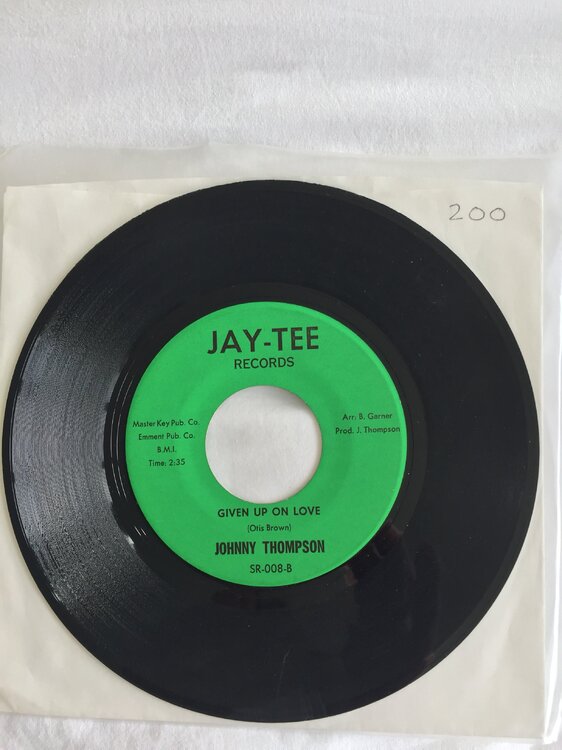 200
JAY-TEE
RECORDS
Master Key Pub. Co.
Emment Pub. Co.
B.M.I.
Time: 2:35
Arr. B. Garner
Prod. J. Thompson
GIVEN UP ON LOVE
(Otis Brown)
JOHNNY THOMPSON
SR-008-B